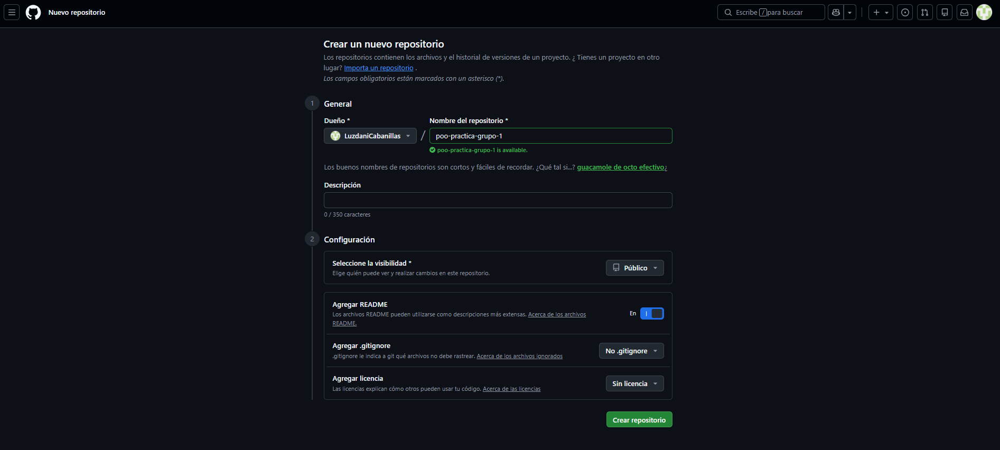 Nuevo repositorio
Escribe / para buscar
Crear un nuevo repositorio
Los repositorios contienen los archivos y el historial de versiones de un proyecto. ¿ Tienes un proyecto en otro
lugar? Importa un repositorio .
Los campos obligatorios están marcados con un asterisco (*).
1 General
Dueño * Nombre del repositorio *
LuzdaniCabanillas / poo-practica-grupo-1
poo-practica-grupo-1 is available.
Los buenos nombres de repositorios son cortos y fáciles de recordar. ¿Qué tal si...? guacamole de octo efectivo¿
Descripción
0 / 350 caracteres
2 Configuración
Seleccione la visibilidad *
Elige quién puede ver y realizar cambios en este repositorio.
Público
Agregar README
Los archivos README pueden utilizarse como descripciones más extensas. Acerca de los archivos
README.
En
Agregar .gitignore
.gitignore le indica a git qué archivos no debe rastrear. Acerca de los archivos ignorados
No .gitignore
Agregar licencia
Las licencias explican cómo otros pueden usar tu código. Acerca de las licencias
Sin licencia
Crear repositorio